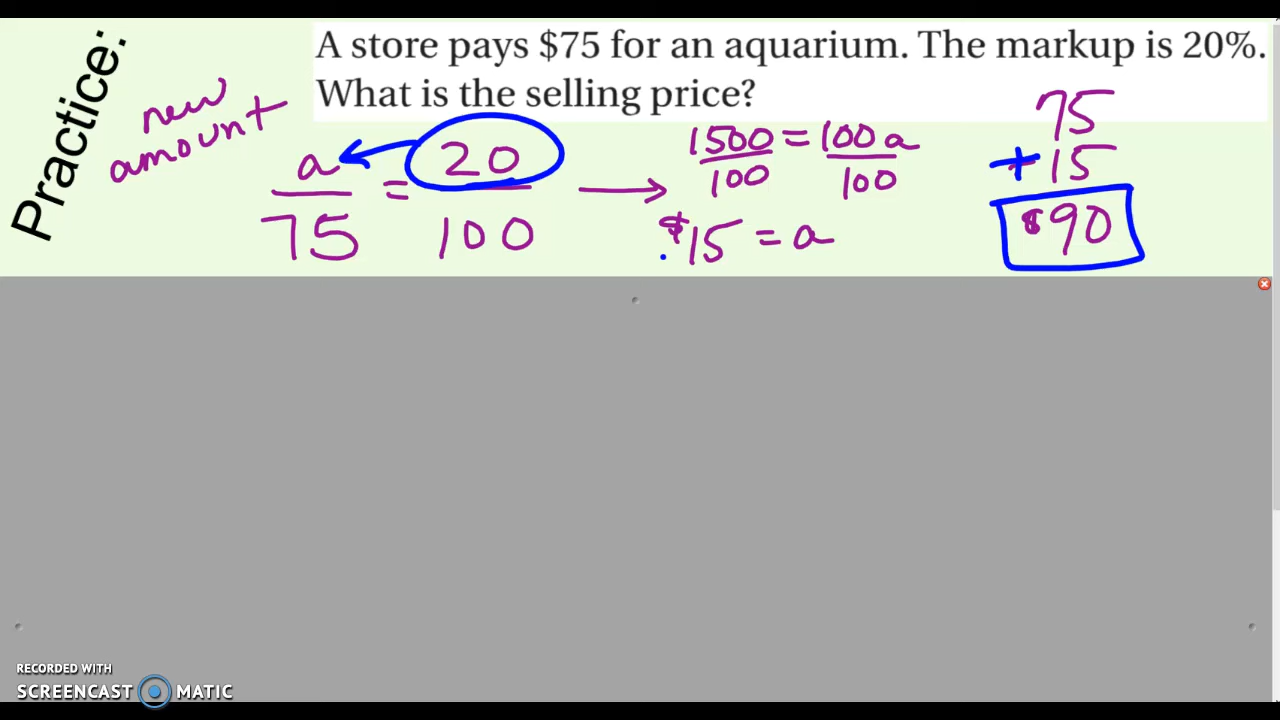 Practice:
A store pays $75 for an aquarium. The markup is 20%.
What is the selling price?
new
amount
a/75 = 20/100
1500/100 = 100a/100
$15 = a
75
+ 15
$90
RECORDED WITH
SCREENCAST MATIC